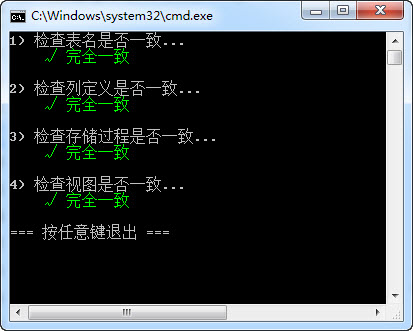 C:\Windows\system32\cmd.exe
1) 检查表名是否一致...
√ 完全一致
2) 检查列定义是否一致...
√ 完全一致
3) 检查存储过程是否一致...
√ 完全一致
4) 检查视图是否一致...
√ 完全一致
=== 按任意键退出 ===